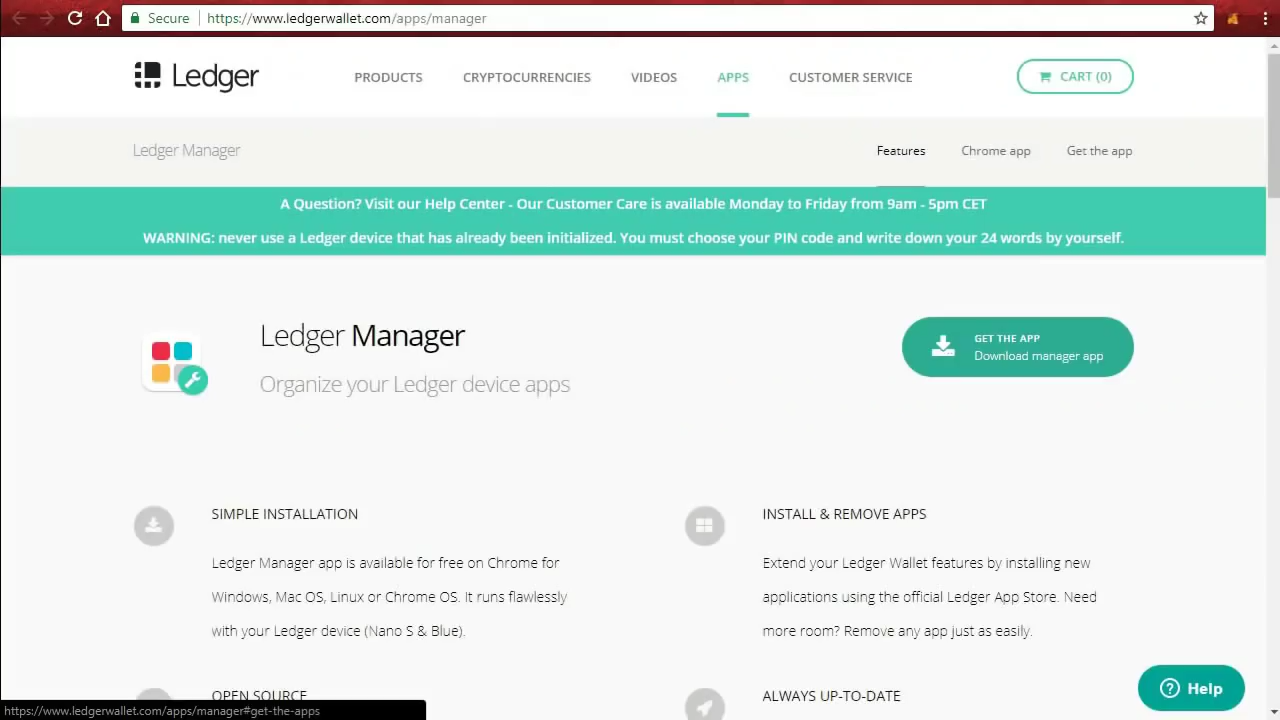 Secure https://www.ledgerwallet.com/apps/manager
Ledger PRODUCTS CRYPTOCURRENCIES VIDEOS APPS CUSTOMER SERVICE CART (0)
Ledger Manager Features Chrome app Get the app
A Question? Visit our Help Center - Our Customer Care is available Monday to Friday from 9am - 5pm CET
WARNING: never use a Ledger device that has already been initialized. You must choose your PIN code and write down your 24 words by yourself.
Ledger Manager
Organize your Ledger device apps
GET THE APP
Download manager app
SIMPLE INSTALLATION
Ledger Manager app is available for free on Chrome for
Windows, Mac OS, Linux or Chrome OS. It runs flawlessly
with your Ledger device (Nano S & Blue).
INSTALL & REMOVE APPS
Extend your Ledger Wallet features by installing new
applications using the official Ledger App Store. Need
more room? Remove any app just as easily.
OPEN SOURCE
ALWAYS UP-TO-DATE
Help
https://www.ledgerwallet.com/apps/manager#get-the-apps